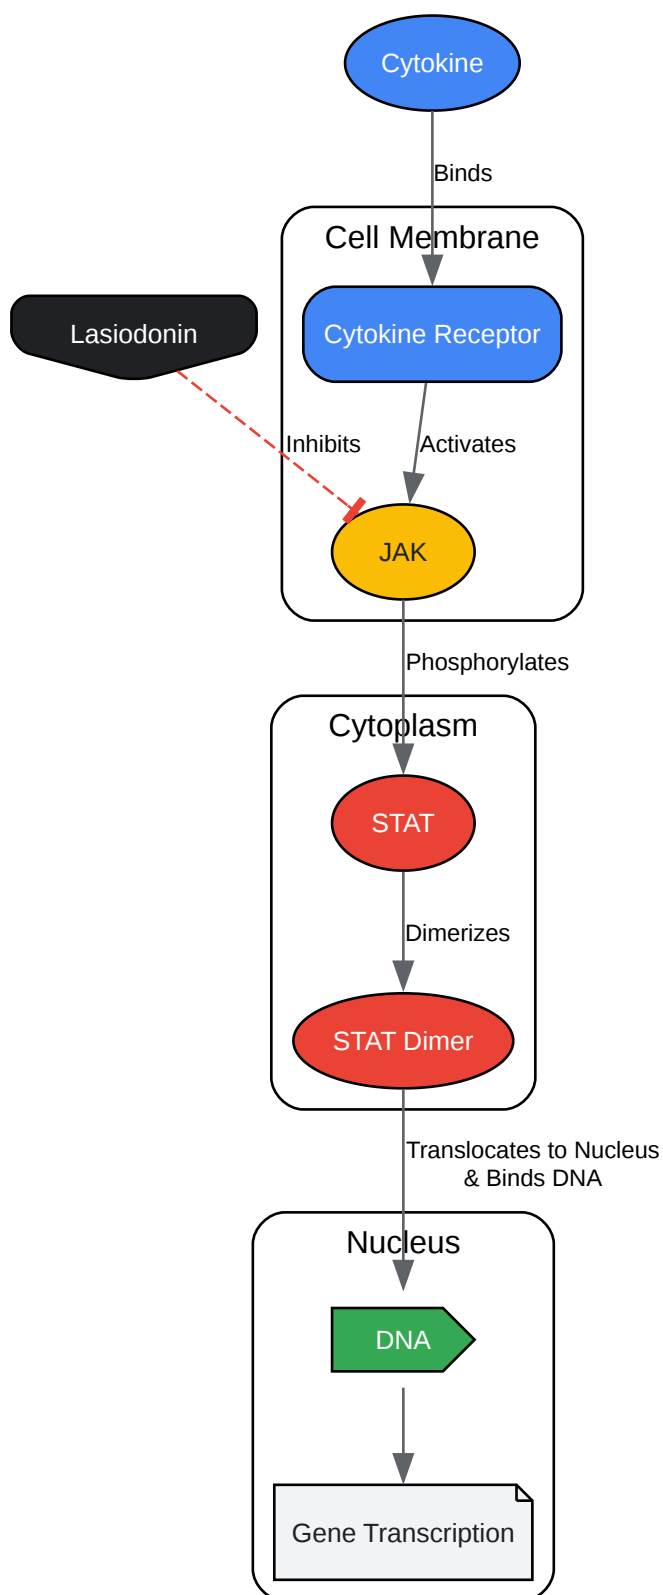 Cytokine
Binds
Cell Membrane
Lasiodonin
Cytokine Receptor
Inhibits
Activates
JAK
Phosphorylates
Cytoplasm
STAT
Dimerizes
STAT Dimer
Translocates to Nucleus
& Binds DNA
Nucleus
DNA
Gene Transcription